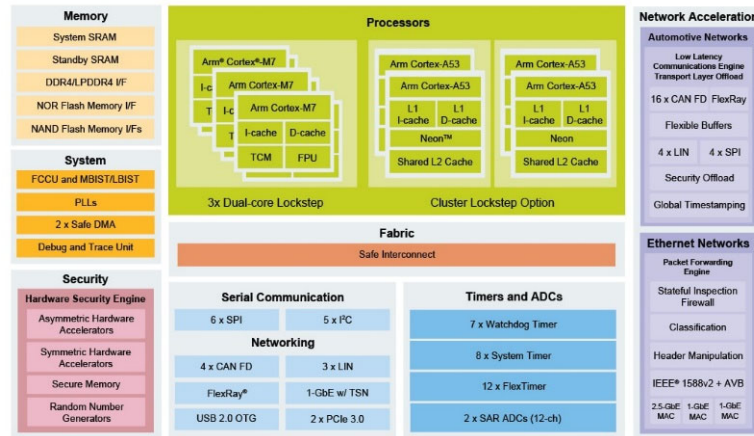 Memory
System SRAM
Standby SRAM
DDR4/LPDDR4 I/F
NOR Flash Memory I/F
NAND Flash Memory I/Fs
System
FCCU and MBIST/LBIST
PLLs
2 x Safe DMA
Debug and Trace Unit
Security
Hardware Security Engine
Asymmetric Hardware
Accelerators
Symmetric Hardware
Accelerators
Secure Memory
Random Number
Generators
Processors
Arm® Cortex®-M7
Arm Cortex-M7
I-ca
Arm Cortex-M7
I-cache
D-cache
TCM
FPU
3x Dual-core Lockstep
Arm Cortex-A53
Arm Cortex-A53
L1
I-cache
L1
D-cache
Neon™
Shared L2 Cache
Arm Cortex-A53
Arm Cortex-A53
L1
I-cache
L1
D-cache
Neon
Shared L2 Cache
Cluster Lockstep Option
Fabric
Safe Interconnect
Serial Communication
6 x SPI
5 x I²C
Networking
4 x CAN FD
3 x LIN
FlexRay®
1-GbE w/ TSN
USB 2.0 OTG
2 x PCIe 3.0
Timers and ADCs
7 x Watchdog Timer
8 x System Timer
12 x FlexTimer
2 x SAR ADCs (12-ch)
Network Acceleration
Automotive Networks
Low Latency
Communications Engine
Transport Layer Offload
16 x CAN FD
FlexRay
Flexible Buffers
4 x LIN
4 x SPI
Security Offload
Global Timestamping
Ethernet Networks
Packet Forwarding
Engine
Stateful Inspection
Firewall
Classification
Header Manipulation
IEEE® 1588v2 + AVB
2.5-GbE
MAC
1-GbE
MAC
1-GbE
MAC